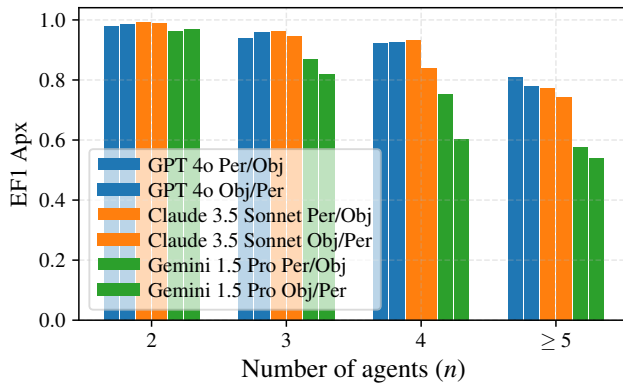 1.0
0.8
0.6
0.4
0.2
0.0
EF1 Apx
GPT 4o Per/Obj
GPT 4o Obj/Per
Claude 3.5 Sonnet Per/Obj
Claude 3.5 Sonnet Obj/Per
Gemini 1.5 Pro Per/Obj
Gemini 1.5 Pro Obj/Per
2 3 4 ≥ 5
Number of agents (n)